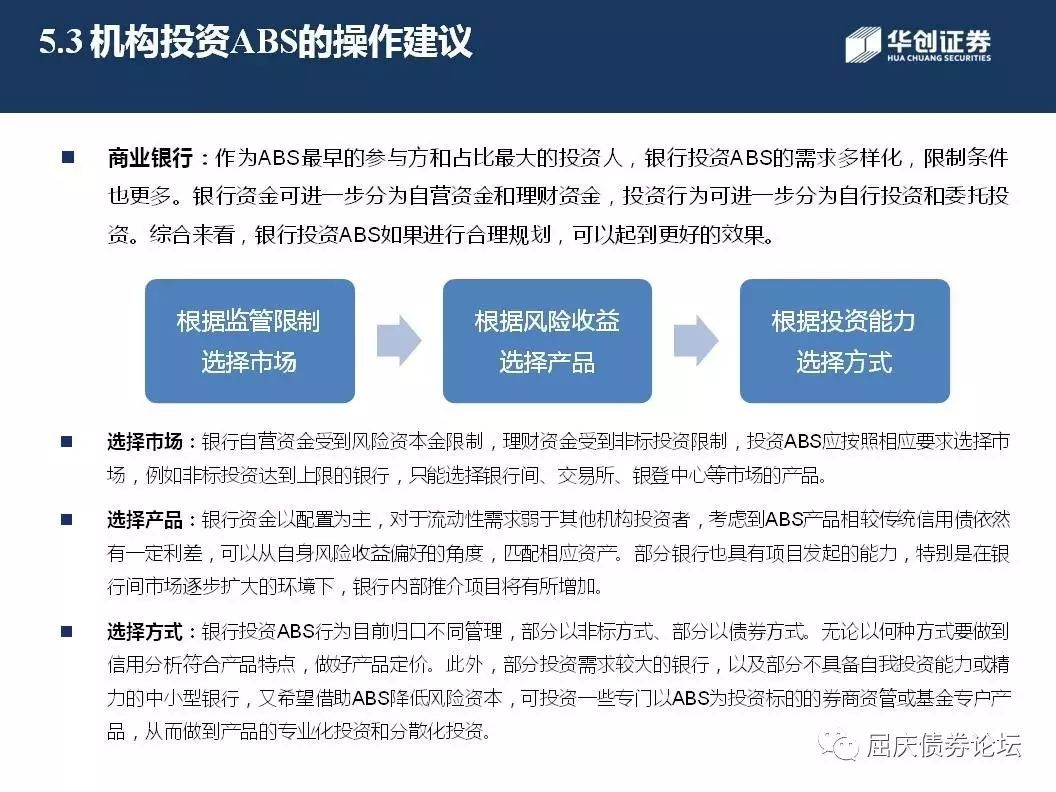 5.3 机构投资ABS的操作建议
华创证券
HUA CHUANG SECURITIES
商业银行：作为ABS最早的参与方和占比最大的投资人，银行投资ABS的需求多样化，限制条件
也更多。银行资金可进一步分为自营资金和理财资金，投资行为可进一步分为自行投资和委托投
资。综合来看，银行投资ABS如果进行合理规划，可以起到更好的效果。
根据监管限制
选择市场
根据风险收益
选择产品
根据投资能力
选择方式
选择市场：银行自营资金受到风险资本金限制，理财资金受到非标投资限制，投资ABS应按照相应要求选择市
场，例如非标投资达到上限的银行，只能选择银行间、交易所、银登中心等市场的产品。
选择产品：银行资金以配置为主，对于流动性需求弱于其他机构投资者，考虑到ABS产品相较传统信用债依然
有一定利差，可以从自身风险收益偏好的角度，匹配相应资产。部分银行也具有项目发起的能力，特别是在银
行间市场逐步扩大的环境下，银行内部推介项目将有所增加。
选择方式：银行投资ABS行为目前归口不同管理，部分以非标方式、部分以债券方式。无论以何种方式要做到
信用分析符合产品特点，做好产品定价。此外，部分投资需求较大的银行，以及部分不具备自我投资能力或精
力的中小型银行，又希望借助ABS降低风险资本，可投资一些专门以ABS为投资标的的券商资管或基金专户产
品，从而做到产品的专业化投资和分散化投资。
屈庆债券论坛